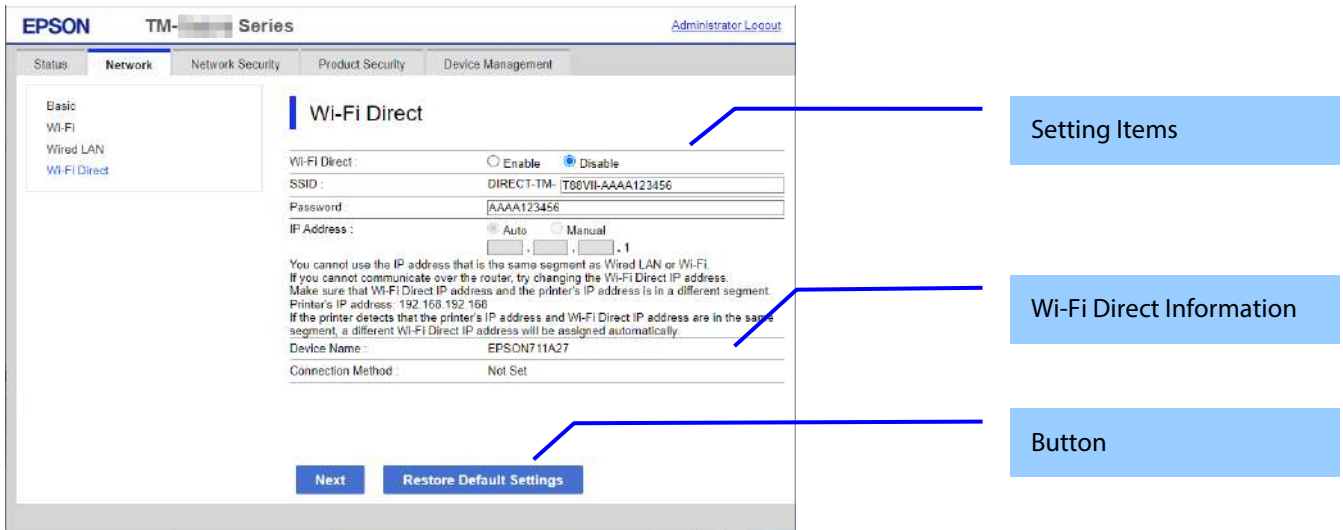 EPSON TM- Series Administrator Logout
Status Network Network Security Product Security Device Management
Basic
Wi-Fi
Wired LAN
Wi-Fi Direct
Wi-Fi Direct
Wi-Fi Direct : Enable Disable
SSID : DIRECT-TM- T88VII-AAAA123456
Password : AAAA123456
IP Address : Auto Manual
. . . 1
You cannot use the IP address that is the same segment as Wired LAN or Wi-Fi.
If you cannot communicate over the router, try changing the Wi-Fi Direct IP address.
Make sure that Wi-Fi Direct IP address and the printer's IP address is in a different segment.
Printer's IP address: 192.168.192.168
If the printer detects that the printer's IP address and Wi-Fi Direct IP address are in the same
segment, a different Wi-Fi Direct IP address will be assigned automatically.
Device Name : EPSON711A27
Connection Method : Not Set
Next Restore Default Settings
Setting Items
Wi-Fi Direct Information
Button